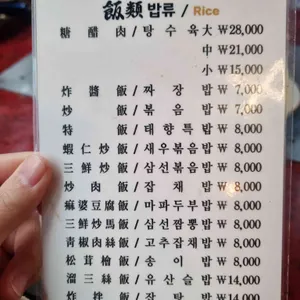 飯類 밥류 / Rice
糖醋肉 / 탕수육 大 ₩28,000
中 ₩21,000
小 ₩15,000
炸醬飯 / 짜장밥 ₩ 7,000
炒飯 / 볶음밥 ₩ 7,000
特飯 / 태향특밥 ₩ 8,000
蝦仁炒飯 / 새우볶음밥 ₩ 8,000
三鮮炒飯 / 삼선볶음밥 ₩ 8,000
炒肉飯 / 잡채밥 ₩ 8,000
麻婆豆腐飯 / 마파두부밥 ₩ 8,000
三鮮炒馬飯 / 삼선짬뽕밥 ₩ 8,000
靑椒肉絲飯 / 고추잡채밥 ₩ 8,000
松茸檜飯 / 송이밥 ₩ 8,000
溜三絲飯 / 유산슬밥 ₩14,000